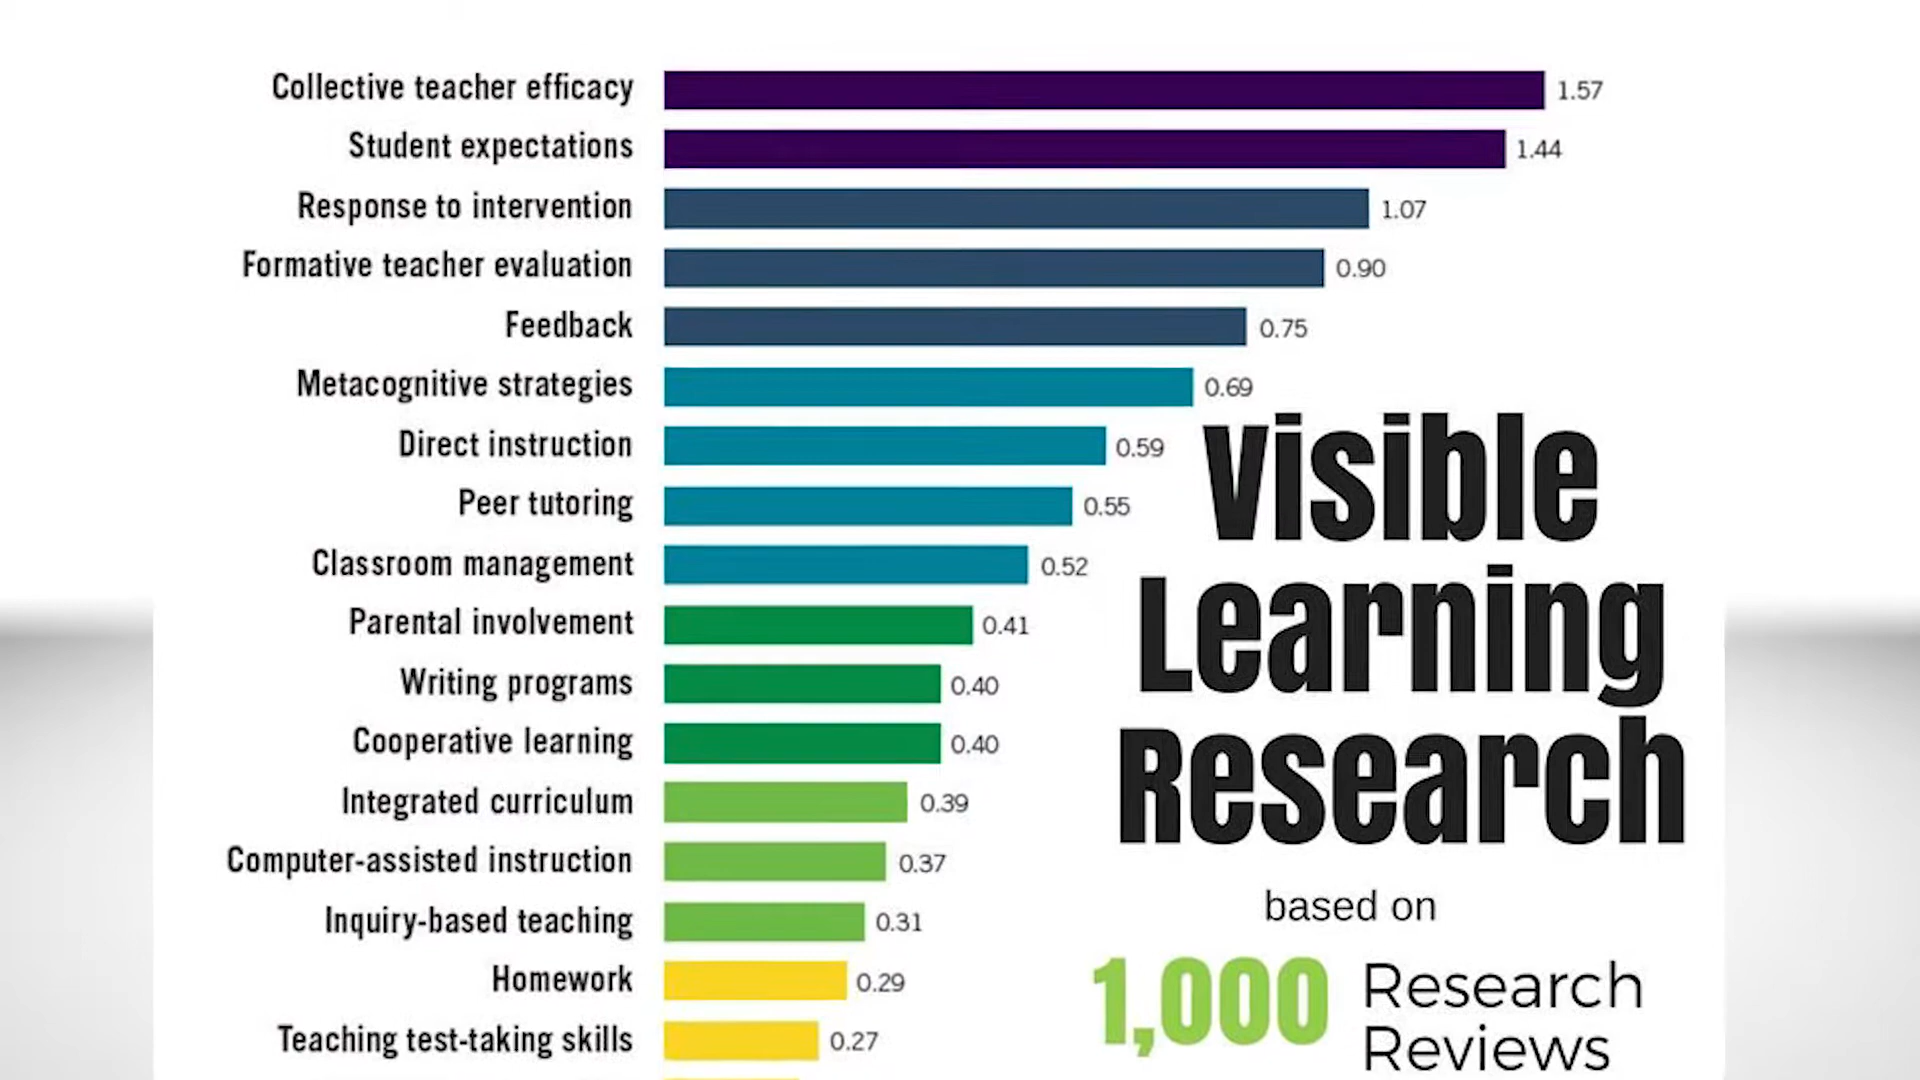 Collective teacher efficacy 1.57
Student expectations 1.44
Response to intervention 1.07
Formative teacher evaluation 0.90
Feedback 0.75
Metacognitive strategies 0.69
Direct instruction 0.59
Peer tutoring 0.55
Classroom management 0.52
Parental involvement 0.41
Writing programs 0.40
Cooperative learning 0.40
Integrated curriculum 0.39
Computer-assisted instruction 0.37
Inquiry-based teaching 0.31
Homework 0.29
Teaching test-taking skills 0.27
Visible
Learning
Research
based on
1,000 Research
Reviews